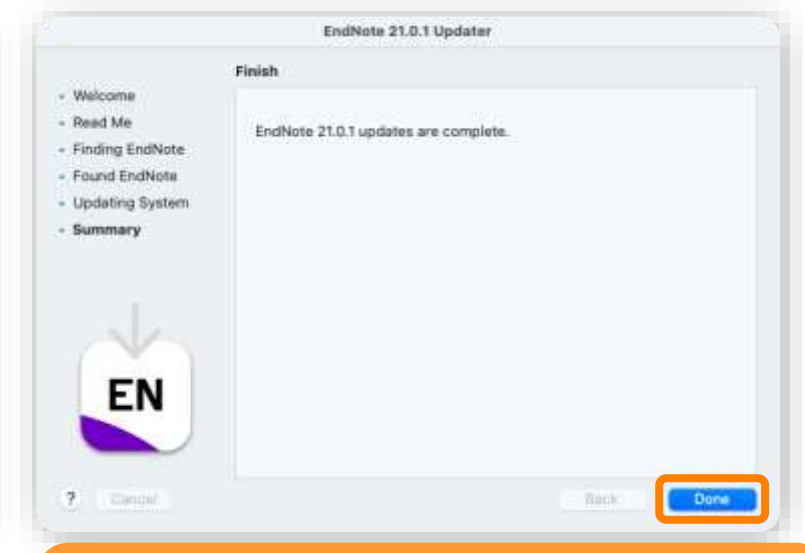 EndNote 21.0.1 Updater
Finish
Welcome
Read Me
Finding EndNote
Found EndNote
Updating System
Summary
EndNote 21.0.1 updates are complete.
EN
?
Cancel
Back
Done